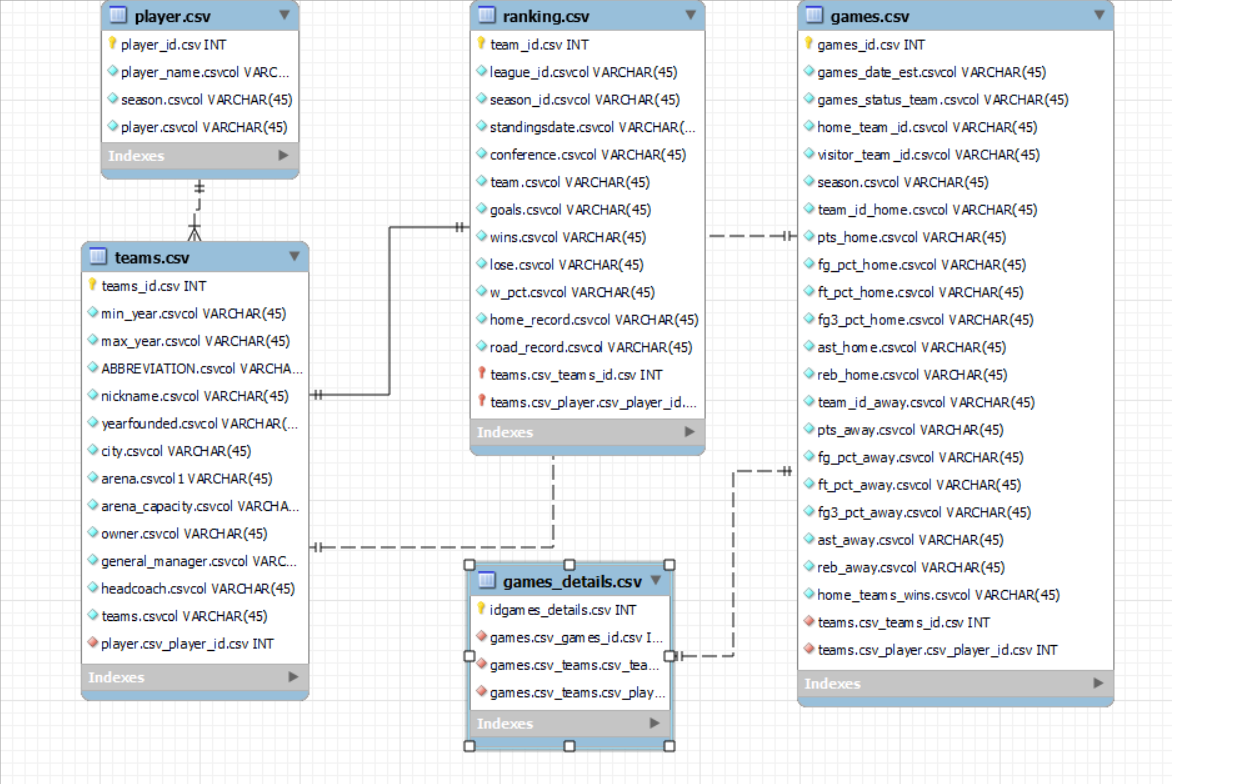 player.csv
player_id.csv INT
player_name.csvcol VARC...
season.csvcol VARCHAR(45)
player.csvcol VARCHAR(45)
Indexes
teams.csv
teams_id.csv INT
min_year.csvcol VARCHAR(45)
max_year.csvcol VARCHAR(45)
ABBREVIATION.csvcol VARCHA...
nickname.csvcol VARCHAR(45)
yearfounded.csvcol VARCHAR(...
city.csvcol VARCHAR(45)
arena.csvcol1 VARCHAR(45)
arena_capacity.csvcol VARCHA...
owner.csvcol VARCHAR(45)
general_manager.csvcol VARC...
headcoach.csvcol VARCHAR(45)
teams.csvcol VARCHAR(45)
player.csv_player_id.csv INT
Indexes
ranking.csv
team_id.csv INT
league_id.csvcol VARCHAR(45)
season_id.csvcol VARCHAR(45)
standingsdate.csvcol VARCHAR(...
conference.csvcol VARCHAR(45)
team.csvcol VARCHAR(45)
goals.csvcol VARCHAR(45)
wins.csvcol VARCHAR(45)
lose.csvcol VARCHAR(45)
w_pct.csvcol VARCHAR(45)
home_record.csvcol VARCHAR(45)
road_record.csvcol VARCHAR(45)
teams.csv_teams_id.csv INT
teams.csv_player.csv_player_id....
Indexes
games_details.csv
idgames_details.csv INT
games.csv_games_id.csv I...
games.csv_teams.csv_tea...
games.csv_teams.csv_play...
Indexes
games.csv
games_id.csv INT
games_date_est.csvcol VARCHAR(45)
games_status_team.csvcol VARCHAR(45)
home_team_id.csvcol VARCHAR(45)
visitor_team_id.csvcol VARCHAR(45)
season.csvcol VARCHAR(45)
team_id_home.csvcol VARCHAR(45)
pts_home.csvcol VARCHAR(45)
fg_pct_home.csvcol VARCHAR(45)
ft_pct_home.csvcol VARCHAR(45)
fg3_pct_home.csvcol VARCHAR(45)
ast_home.csvcol VARCHAR(45)
reb_home.csvcol VARCHAR(45)
team_id_away.csvcol VARCHAR(45)
pts_away.csvcol VARCHAR(45)
fg_pct_away.csvcol VARCHAR(45)
ft_pct_away.csvcol VARCHAR(45)
fg3_pct_away.csvcol VARCHAR(45)
ast_away.csvcol VARCHAR(45)
reb_away.csvcol VARCHAR(45)
home_teams_wins.csvcol VARCHAR(45)
teams.csv_teams_id.csv INT
teams.csv_player.csv_player_id.csv INT
Indexes